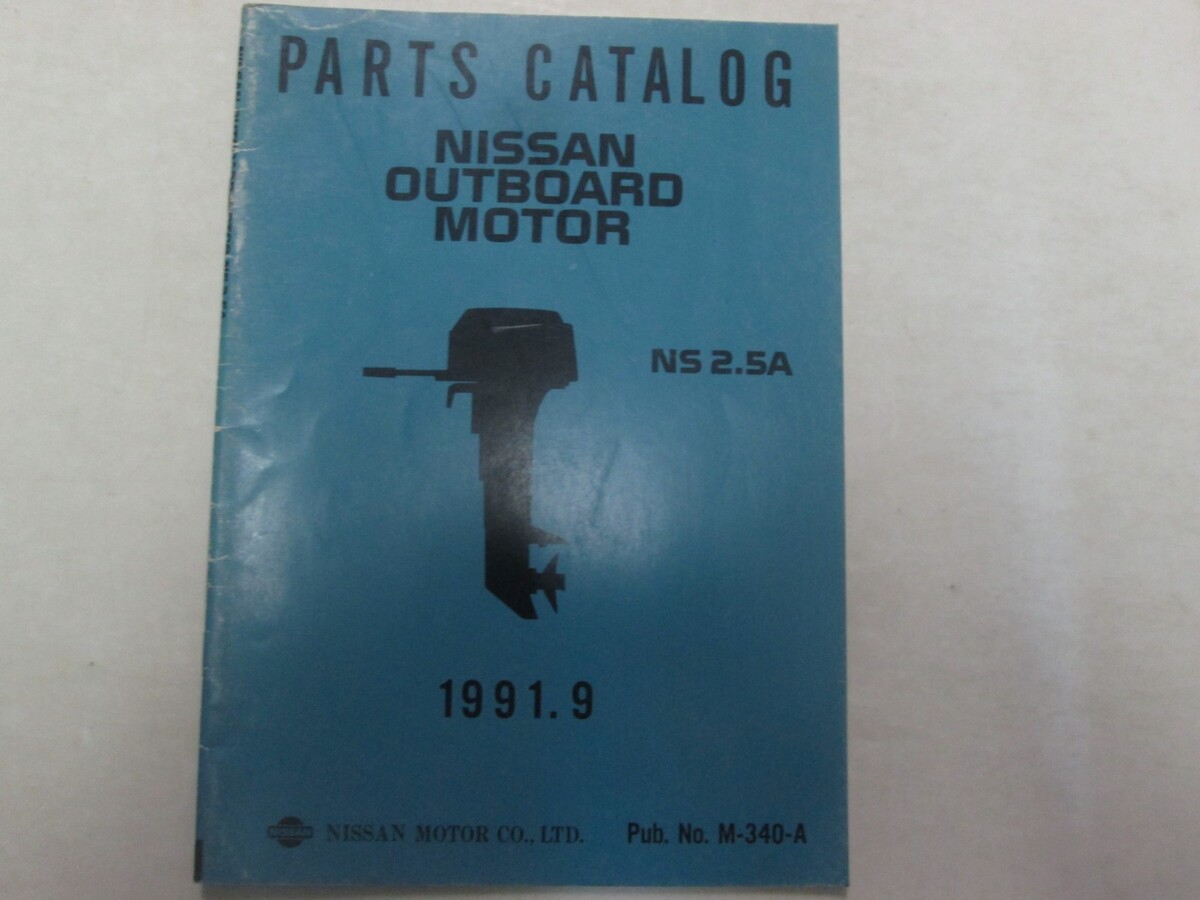 PARTS CATALOG
NISSAN
OUTBOARD
MOTOR
NS 2.5A
1991.9
NISSAN NISSAN MOTOR CO., LTD. Pub. No. M-340-A